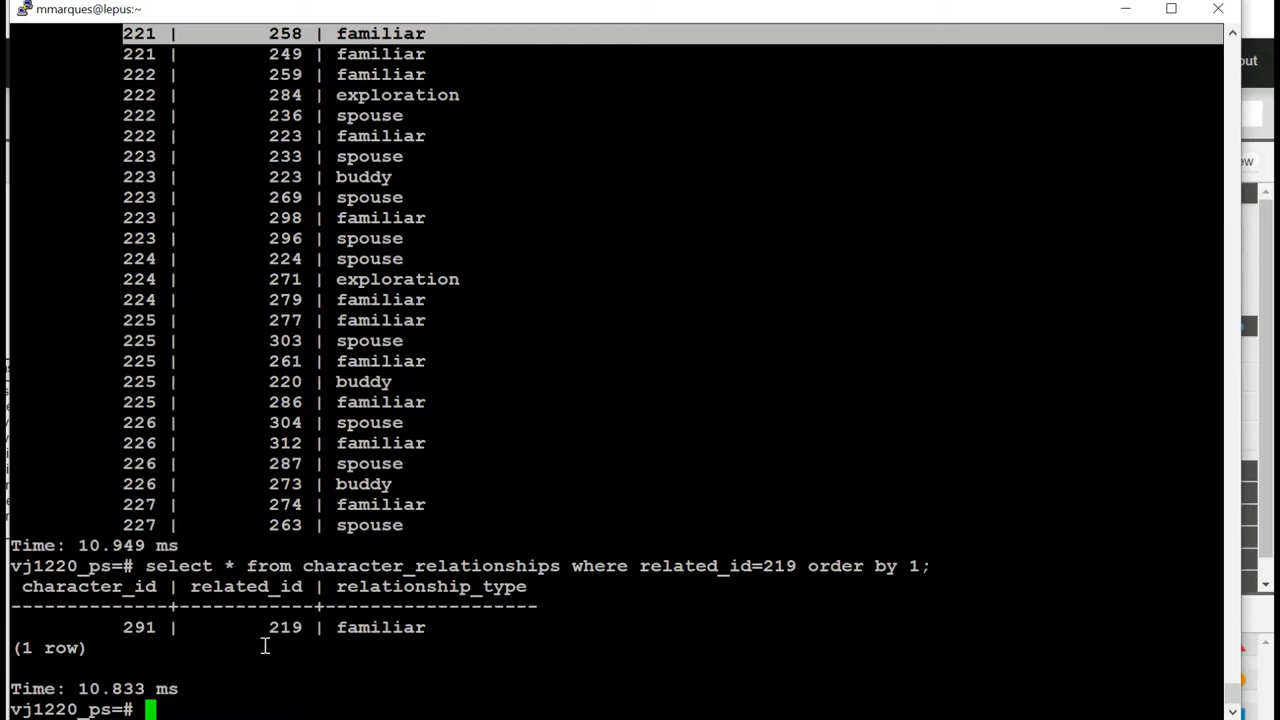 mmarques@lepus:~
221 | 258 | familiar
221 | 249 | familiar
222 | 259 | familiar
222 | 284 | exploration
222 | 236 | spouse
222 | 223 | familiar
223 | 233 | spouse
223 | 223 | buddy
223 | 269 | spouse
223 | 298 | familiar
223 | 296 | spouse
224 | 224 | spouse
224 | 271 | exploration
224 | 279 | familiar
225 | 277 | familiar
225 | 303 | spouse
225 | 261 | familiar
225 | 220 | buddy
225 | 286 | familiar
226 | 304 | spouse
226 | 312 | familiar
226 | 287 | spouse
226 | 273 | buddy
227 | 274 | familiar
227 | 263 | spouse
Time: 10.949 ms
vj1220_ps=# select * from character_relationships where related_id=219 order by 1;
character_id | related_id | relationship_type
--------------+------------+-------------------
291 | 219 | familiar
(1 row)
Time: 10.833 ms
vj1220_ps=#